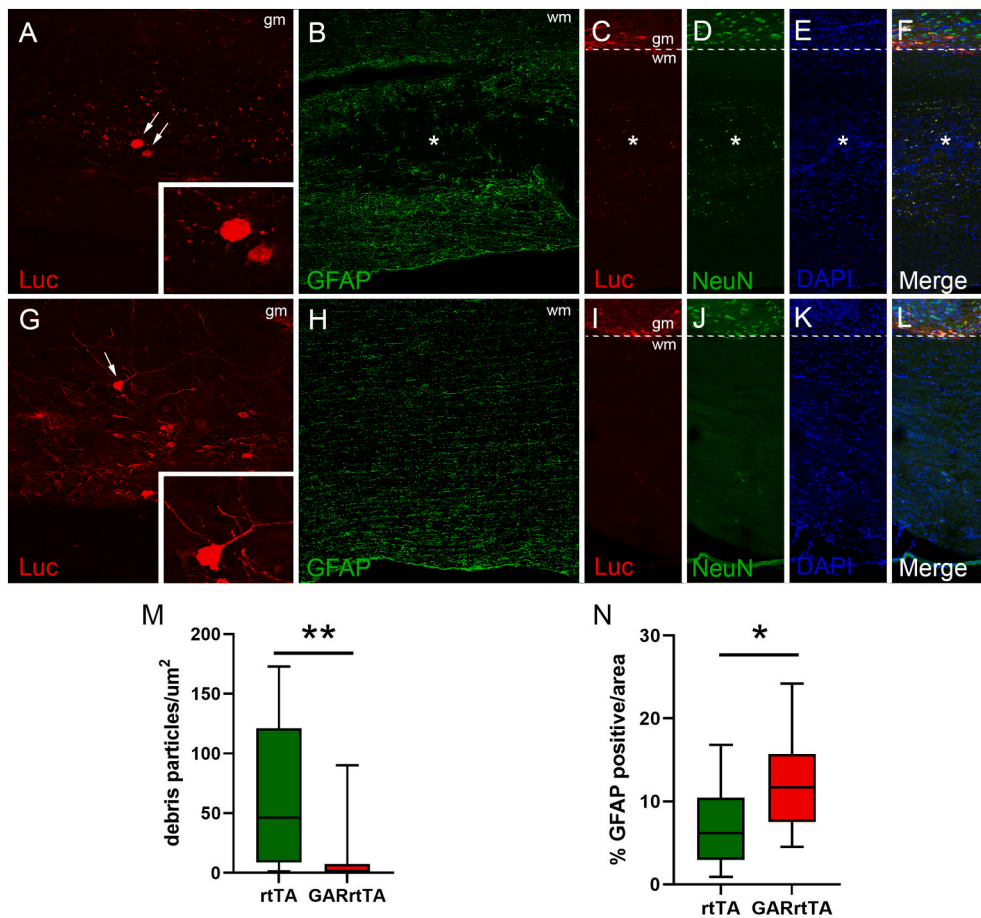 A gm
Luc
B wm
*
GFAP
C gm
wm
*
Luc
D
*
NeuN
E
*
DAPI
F
*
Merge
G gm
Luc
H wm
GFAP
I gm
wm
Luc
J
NeuN
K
DAPI
L
Merge
M
**
debris particles/um²
200
150
100
50
0
rtTA GARrtTA
N
*
% GFAP positive/area
30
20
10
0
rtTA GARrtTA